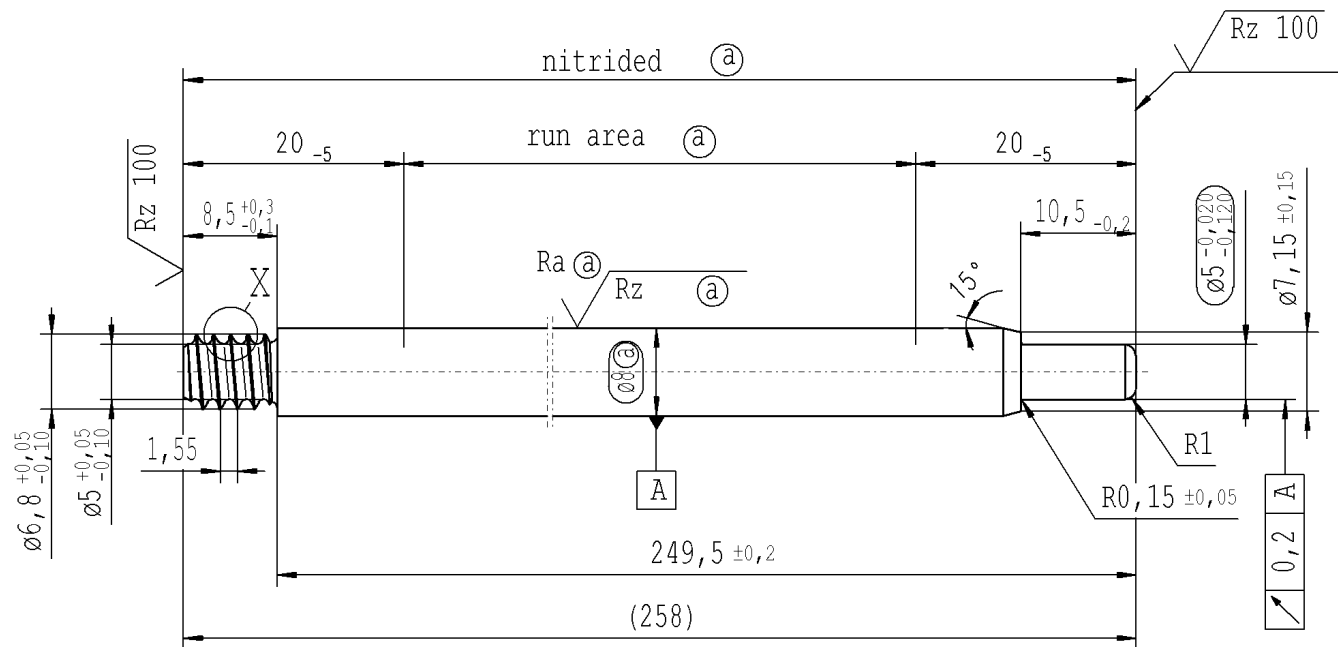 Rz 100
nitrided ⓐ
run area ⓐ
20 -5
20 -5
Rz 100
8,5 +0,3 -0,1
10,5 -0,2
ø5 -0,020 -0,120
ø7,15 ±0,15
X
Ra ⓐ
Rz ⓐ
15°
ø8 ⓐ
ø6,8 +0,05 -0,10
ø5 +0,05 -0,10
1,55
A
R1
R0,15 ±0,05
0,2 A
249,5 ±0,2
(258)